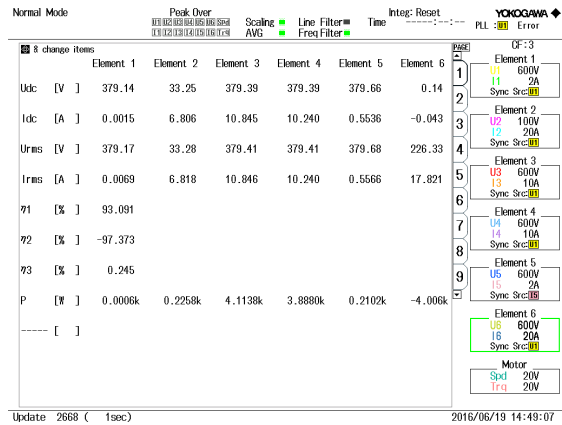 Normal Mode Peak Over Integ: Reset YOKOGAWA
U1 U2 U3 U4 U5 U6 Spd Scaling Line Filter Time -----:--:-- PLL : U1 Error
I1 I2 I3 I4 I5 I6 Trq AVG Freq Filter
8 change items PAGE CF:3
Element 1 Element 2 Element 3 Element 4 Element 5 Element 6
Udc [V ] 379.14 33.25 379.39 379.39 379.66 0.14
Idc [A ] 0.0015 6.806 10.845 10.240 0.5536 -0.043
Urms [V ] 379.17 33.28 379.41 379.41 379.68 226.33
Irms [A ] 0.0069 6.818 10.846 10.240 0.5566 17.821
η1 [% ] 93.091
η2 [% ] -97.373
η3 [% ] 0.245
P [W ] 0.0006k 0.2258k 4.1138k 3.8880k 0.2102k -4.006k
----- [ ]
1
2
3
4
5
6
7
8
9
Element 1
U1 600V
I1 2A
Sync Src:U1
Element 2
U2 100V
I2 20A
Sync Src:U1
Element 3
U3 600V
I3 10A
Sync Src:U1
Element 4
U4 600V
I4 10A
Sync Src:U1
Element 5
U5 600V
I5 2A
Sync Src:I5
Element 6
U6 600V
I6 20A
Sync Src:U1
Motor
Spd 20V
Trq 20V
Update 2668 ( 1sec) 2016/06/19 14:49:07